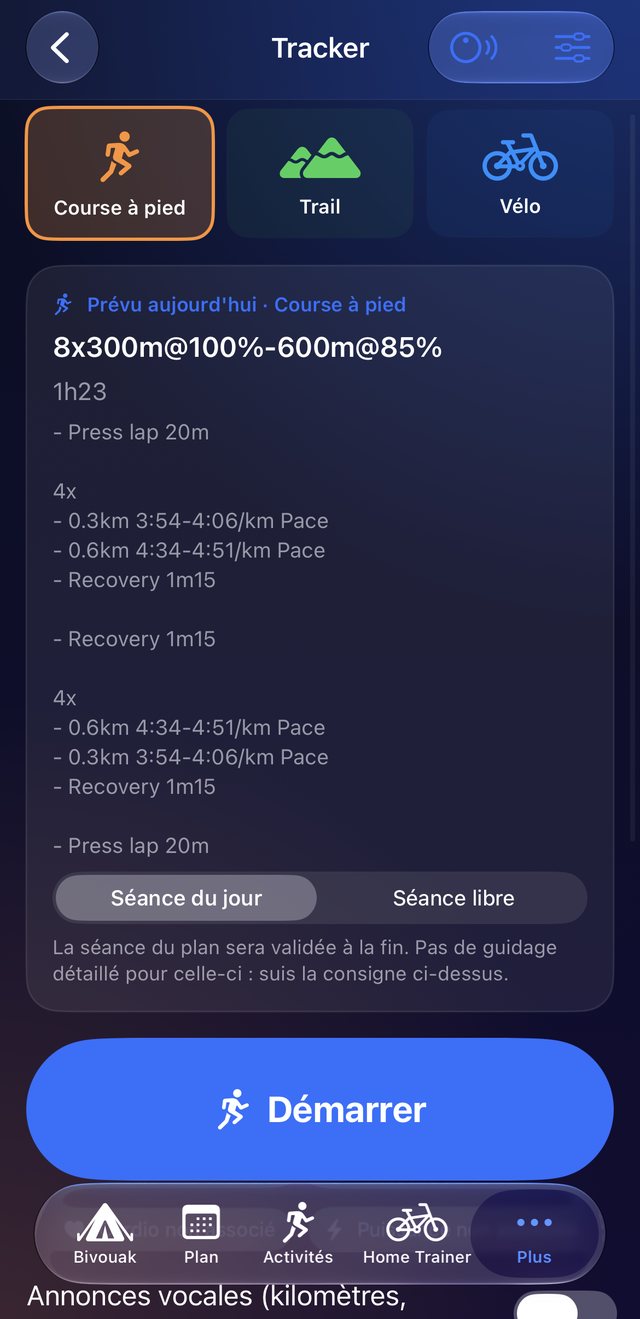 Tracker
Course à pied
Trail
Vélo
Prévu aujourd'hui · Course à pied
8x300m@100%-600m@85%
1h23
- Press lap 20m
4x
- 0.3km 3:54-4:06/km Pace
- 0.6km 4:34-4:51/km Pace
- Recovery 1m15
- Recovery 1m15
4x
- 0.6km 4:34-4:51/km Pace
- 0.3km 3:54-4:06/km Pace
- Recovery 1m15
- Press lap 20m
Séance du jour
Séance libre
La séance du plan sera validée à la fin. Pas de guidage
détaillé pour celle-ci : suis la consigne ci-dessus.
Démarrer
Bivouak
Plan
Activités
Home Trainer
Plus
Annonces vocales (kilomètres,